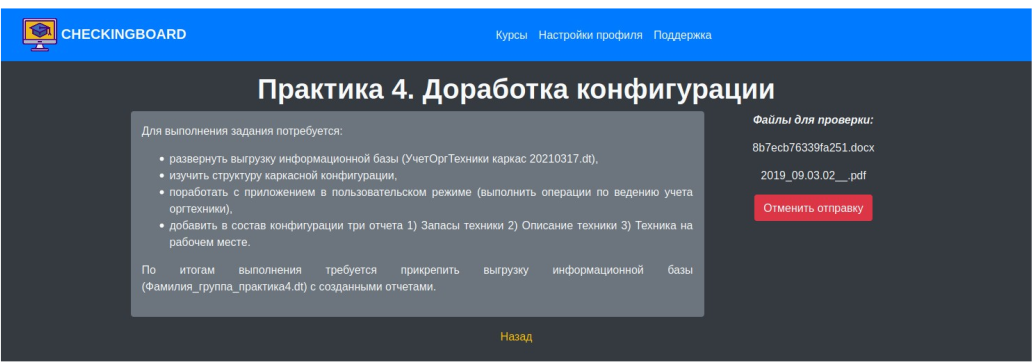 CHECKINGBOARD
Курсы Настройки профиля Поддержка
Практика 4. Доработка конфигурации
Для выполнения задания потребуется:
• развернуть выгрузку информационной базы (УчетОргТехники каркас 20210317.dt),
• изучить структуру каркасной конфигурации,
• поработать с приложением в пользовательском режиме (выполнить операции по ведению учета
оргтехники),
• добавить в состав конфигурации три отчета 1) Запасы техники 2) Описание техники 3) Техника на
рабочем месте.
По итогам выполнения требуется прикрепить выгрузку информационной базы
(Фамилия_группа_практика4.dt) с созданными отчетами.
Файлы для проверки:
8b7ecb76339fa251.docx
2019_09.03.02__.pdf
Отменить отправку
Назад